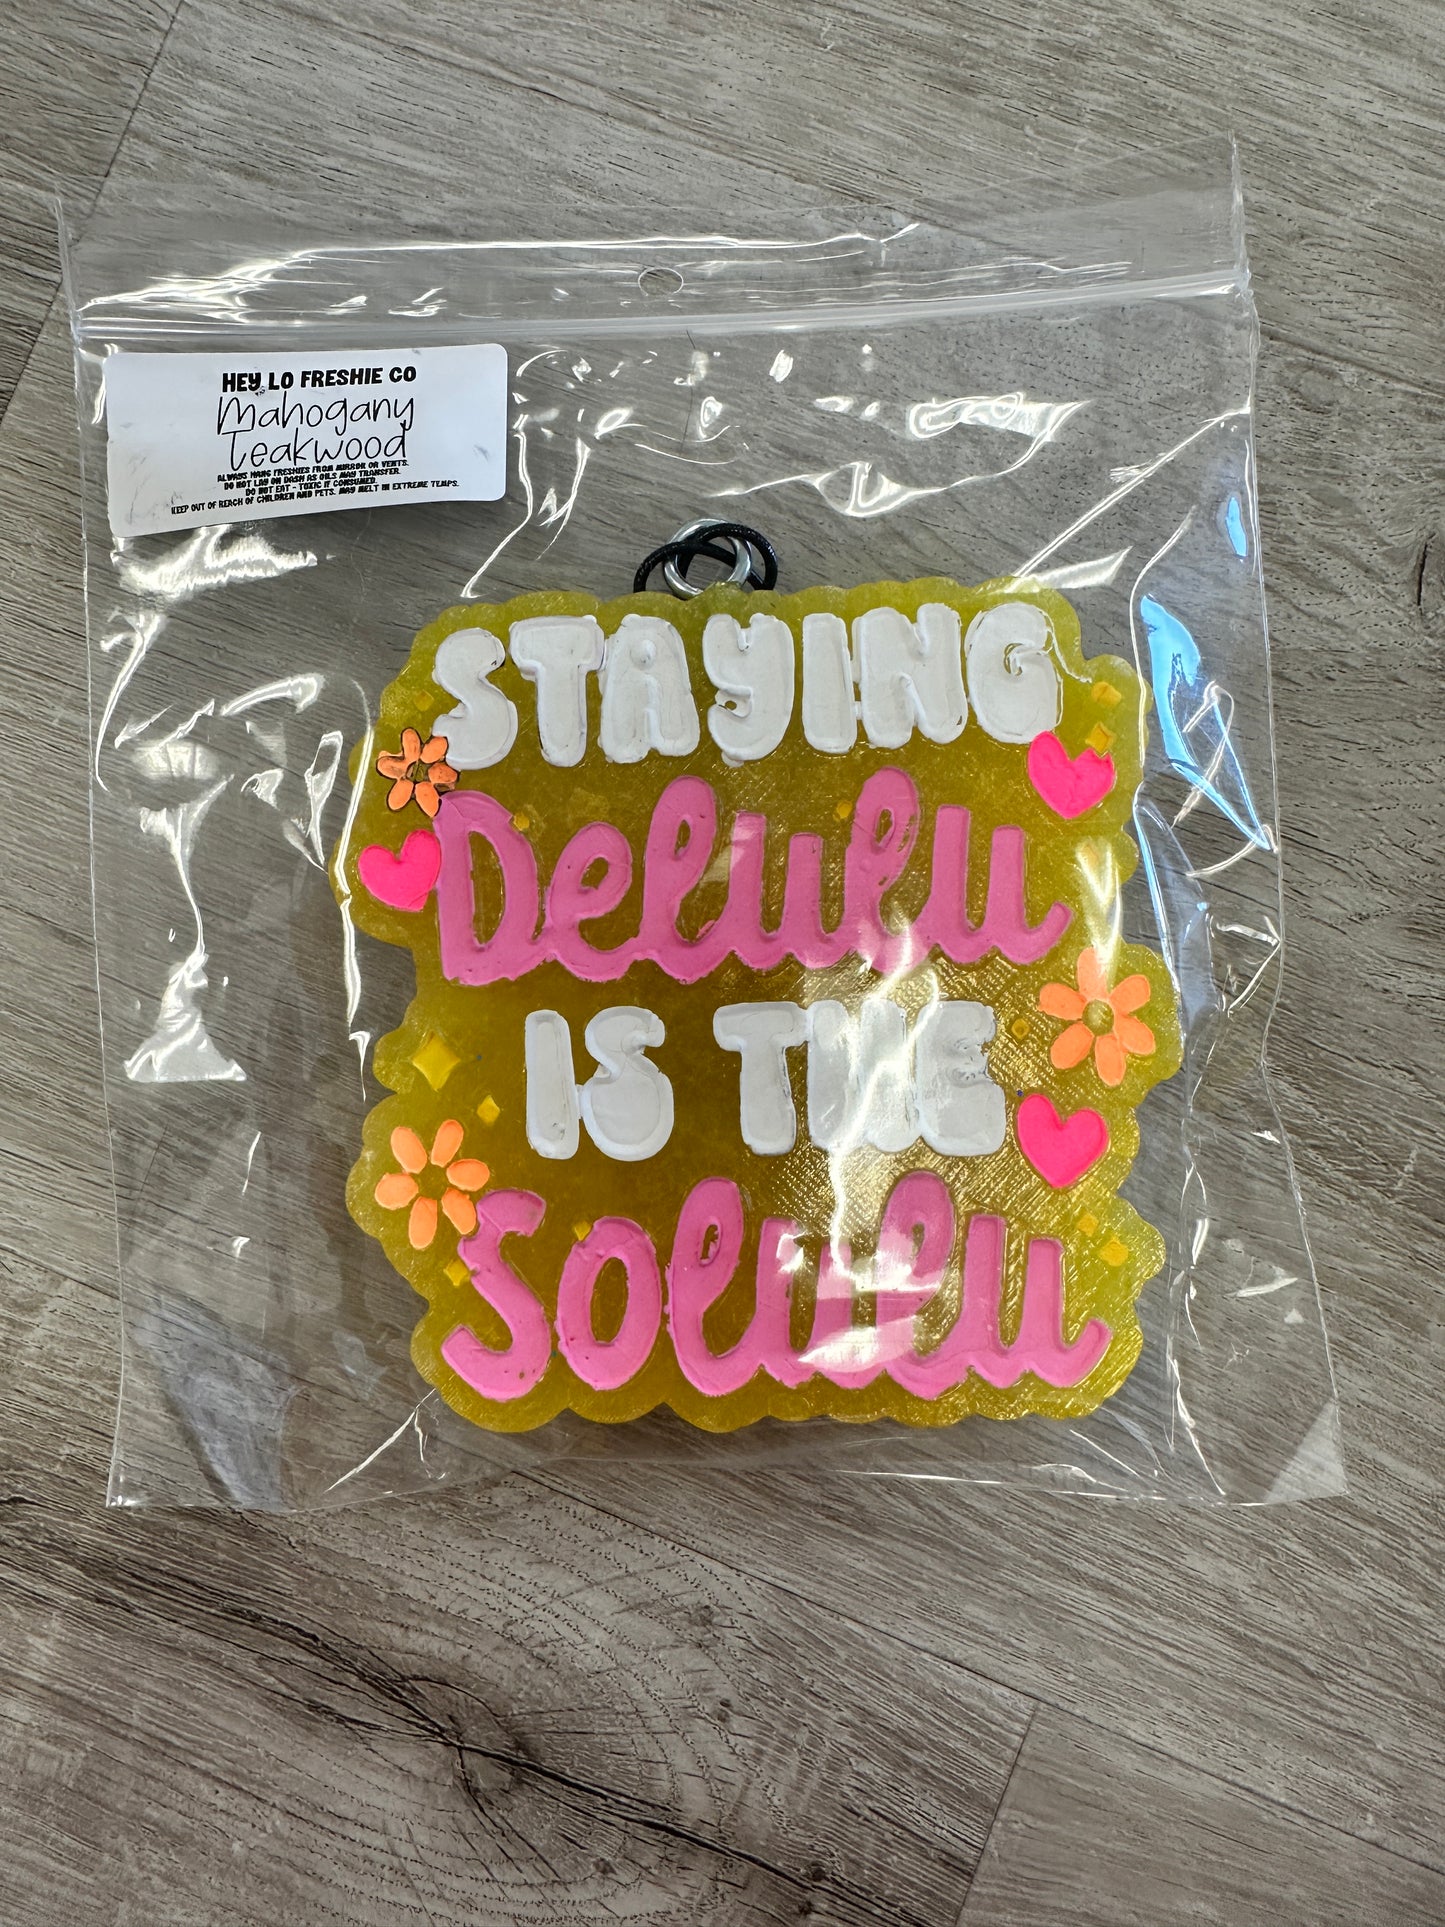 HEY LO FRESHIE CO
Mahogany
Teakwood
ALWAYS HANG FRESHIES FROM MIRROR OR VENTS.
DO NOT LAY ON DASH AS OILS MAY TRANSFER.
DO NOT EAT - TOXIC IF CONSUMED.
KEEP OUT OF REACH OF CHILDREN AND PETS. MAY MELT IN EXTREME TEMPS.
STAYING
Delulu
IS THE
Solulu